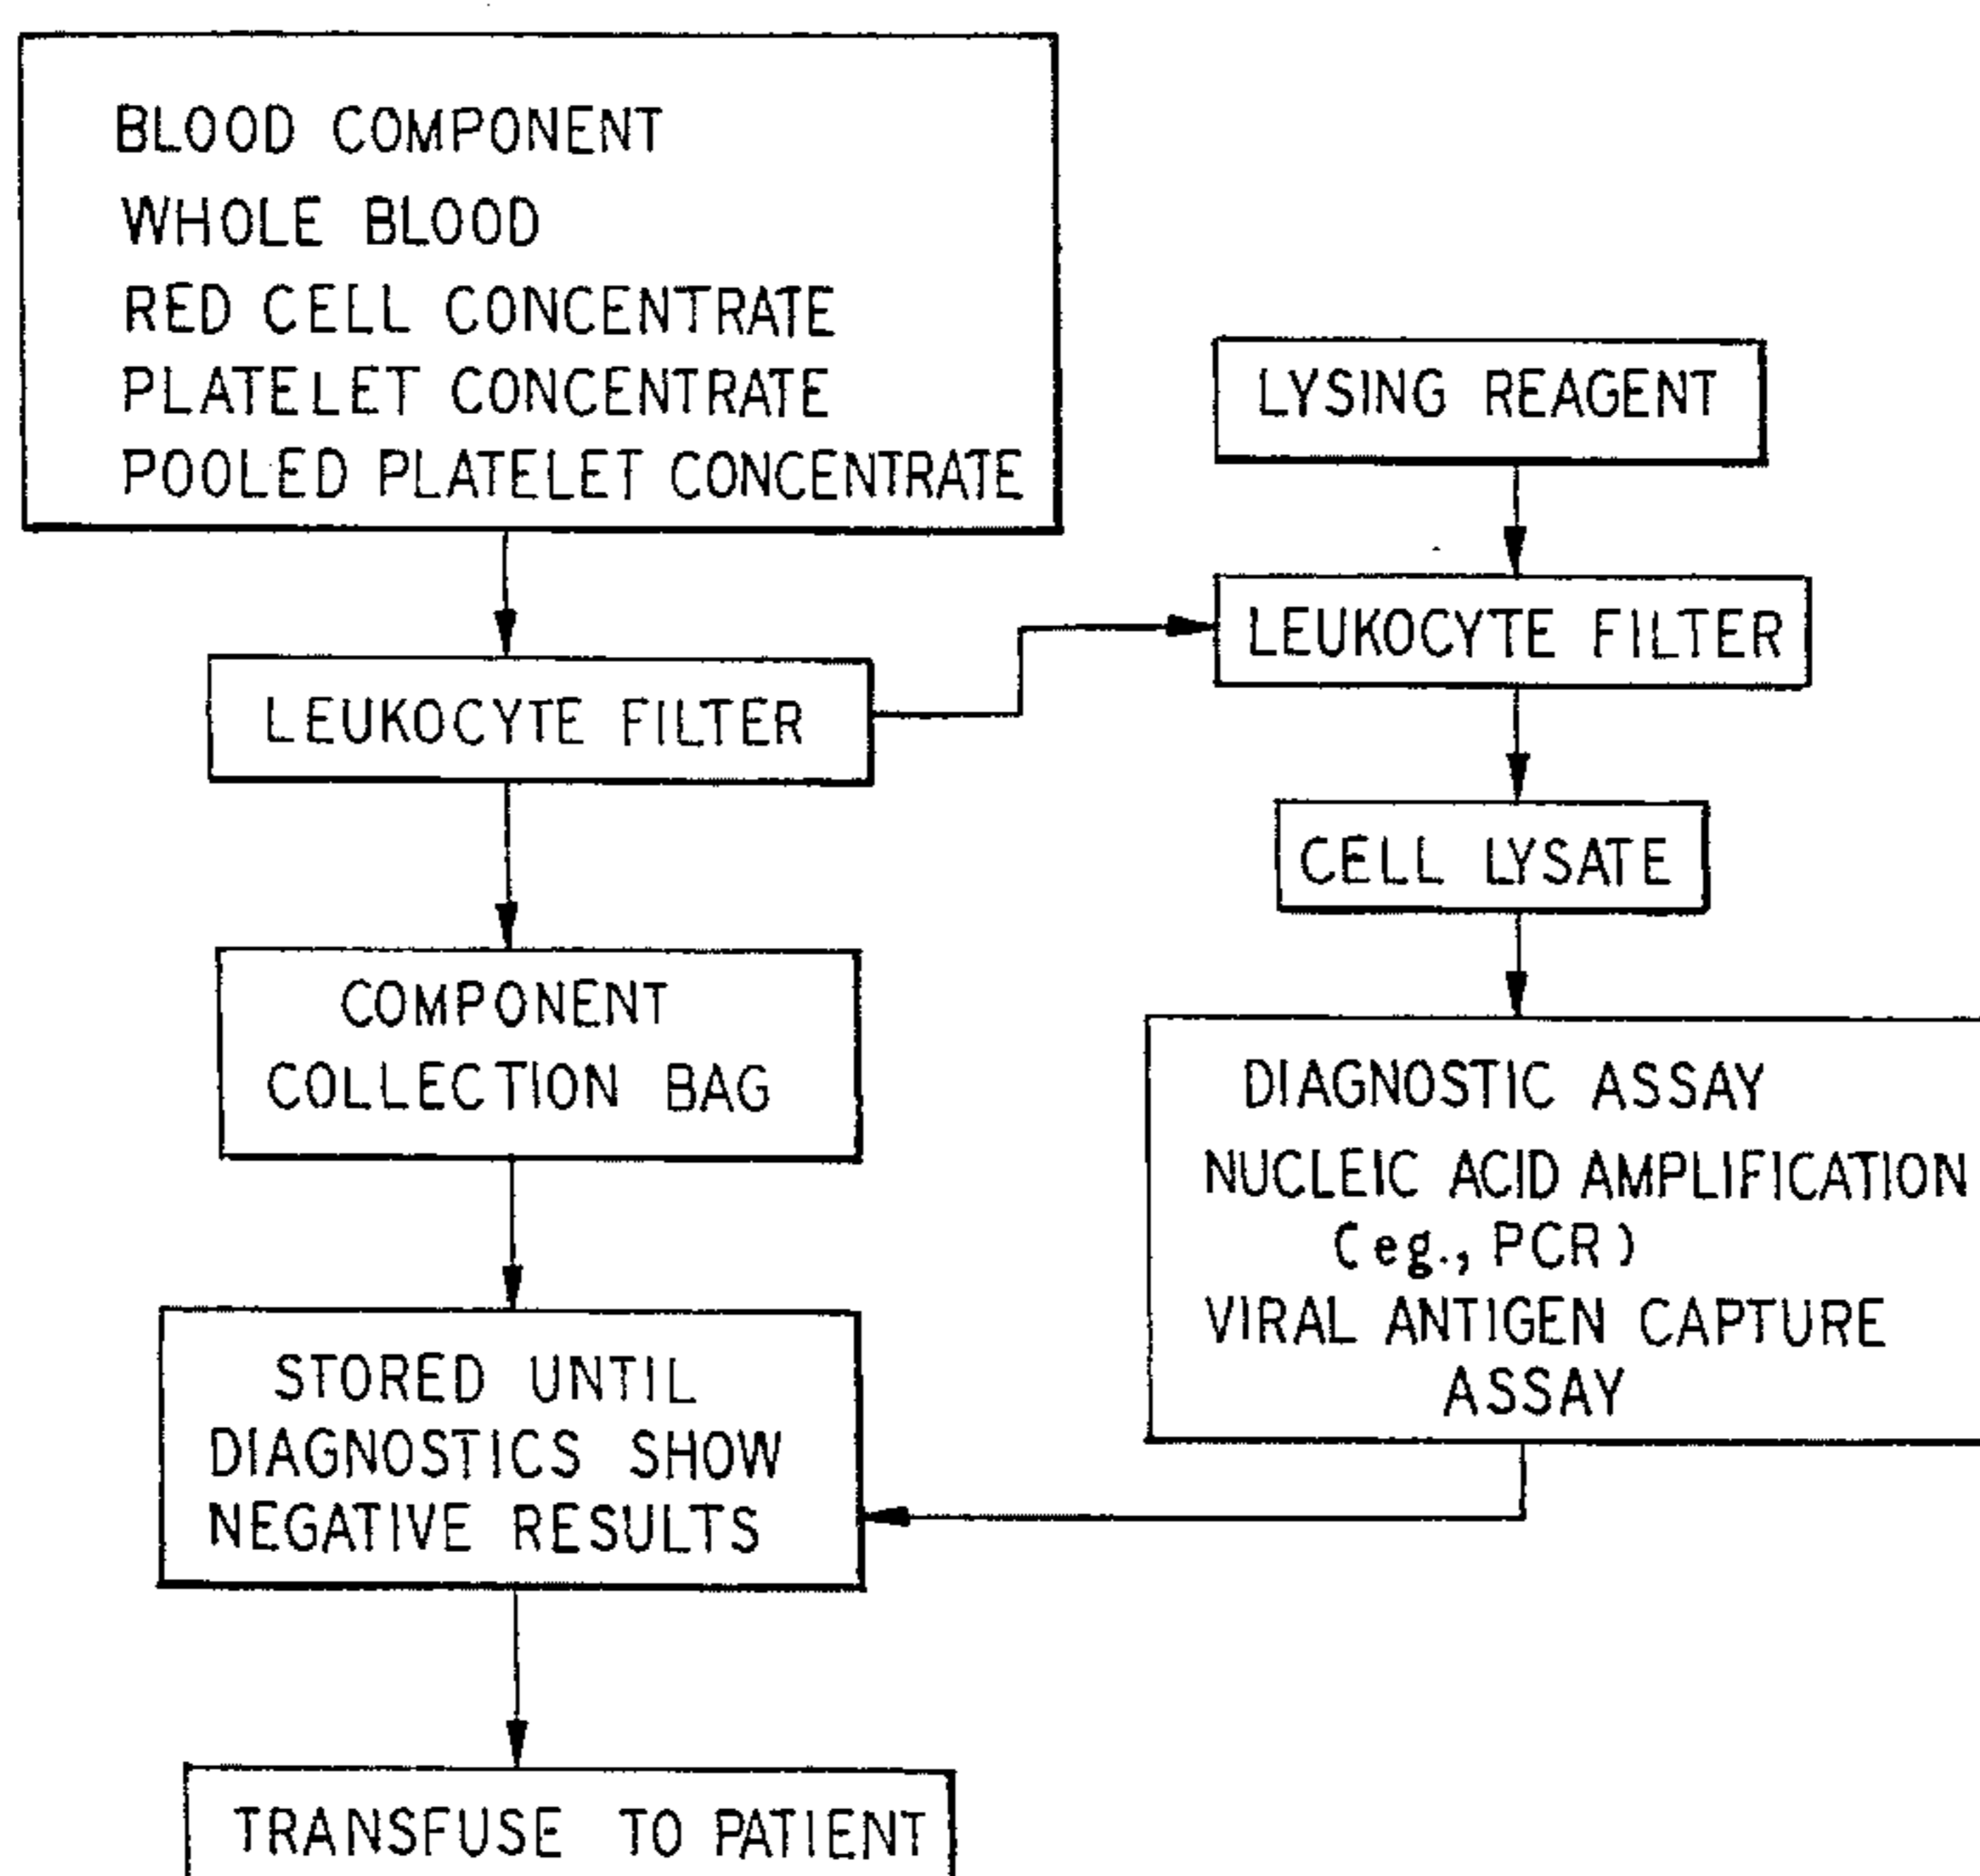 BLOOD COMPONENT
WHOLE BLOOD
RED CELL CONCENTRATE
PLATELET CONCENTRATE
POOLED PLATELET CONCENTRATE
LEUKOCYTE FILTER
COMPONENT
COLLECTION BAG
STORED UNTIL
DIAGNOSTICS SHOW
NEGATIVE RESULTS
TRANSFUSE TO PATIENT
LYSING REAGENT
LEUKOCYTE FILTER
CELL LYSATE
DIAGNOSTIC ASSAY
NUCLEIC ACID AMPLIFICATION
(eg., PCR)
VIRAL ANTIGEN CAPTURE
ASSAY